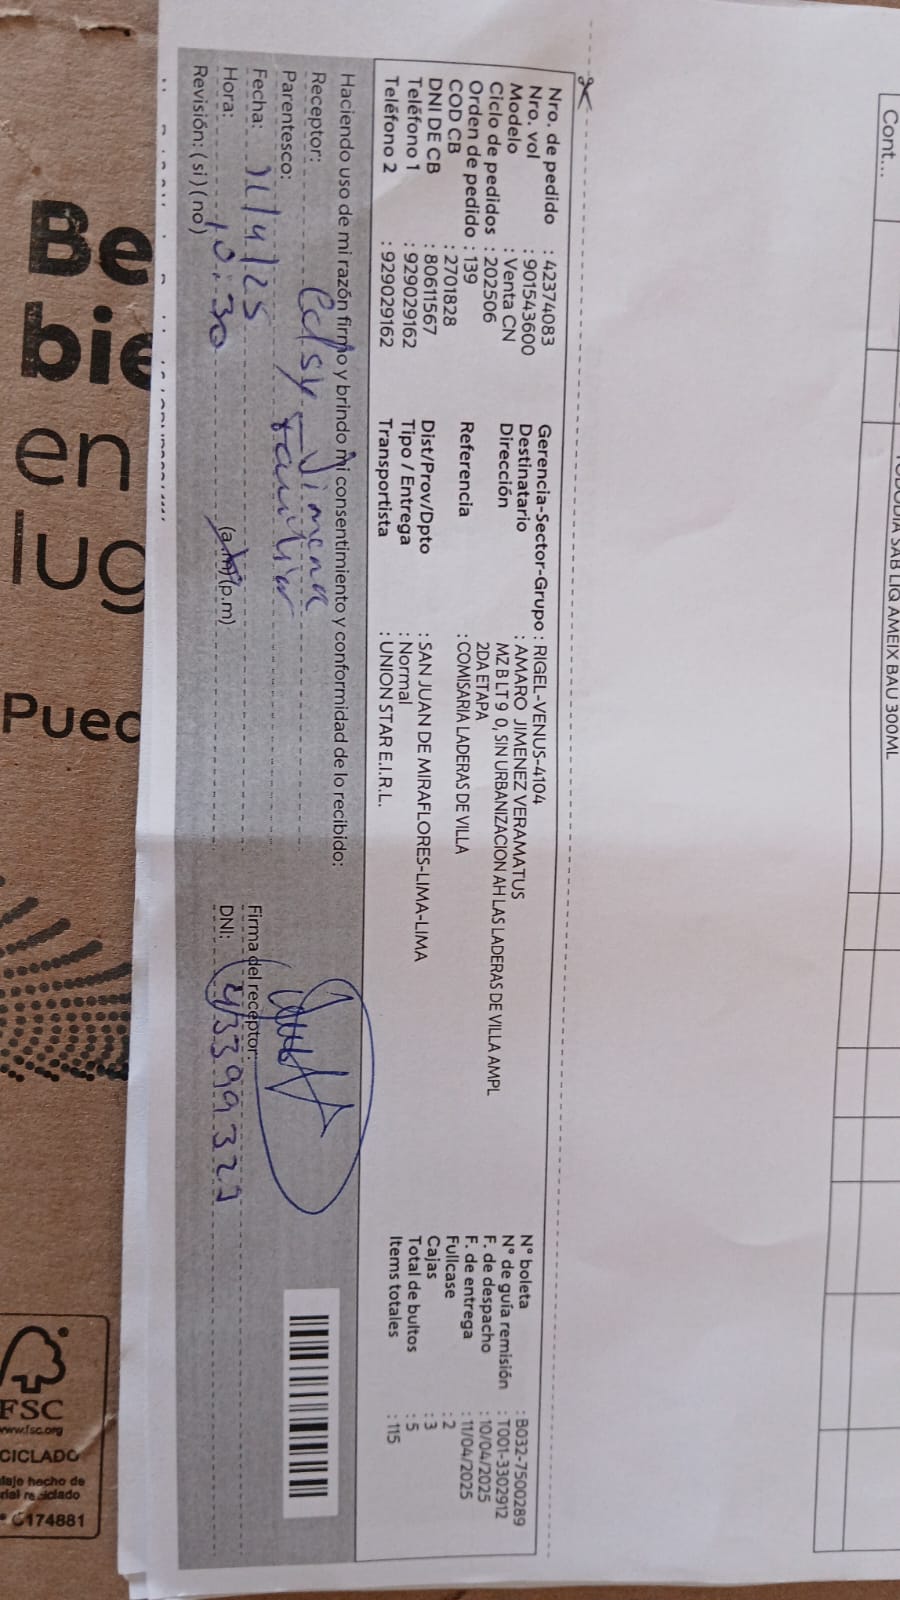 Cont...
TODODIA SAB LIQ AMEIX BAU 300ML
Nro. de pedido : 42374083
Nro. vol : 901543600
Modelo : Venta CN
Ciclo de pedidos : 202506
Orden de pedido : 139
COD CB : 2701828
DNI DE CB : 80611567
Teléfono 1 : 929029162
Teléfono 2 : 929029162
Gerencia-Sector-Grupo : RIGEL-VENUS-4104
Destinatario : AMARO JIMENEZ VERAMATUS
Dirección : MZ B LT 9 0, SIN URBANIZACION AH LAS LADERAS DE VILLA AMPL
2DA ETAPA
Referencia : COMISARIA LADERAS DE VILLA
Dist/Prov/Dpto : SAN JUAN DE MIRAFLORES-LIMA-LIMA
Tipo / Entrega : Normal
Transportista : UNION STAR E.I.R.L.
N° boleta : B032-7500289
N° de guía remisión : T001-3302912
F. de despacho : 10/04/2025
F. de entrega : 11/04/2025
Fullcase : 2
Cajas : 3
Total de bultos : 5
Items totales : 115
Haciendo uso de mi razón firmo y brindo mi consentimiento y conformidad de lo recibido:
Receptor: Edsy Jimena
Parentesco: Familiar
Fecha: 11/4/25
Hora: 10:30 (a.m) (p.m)
Revisión: ( si ) ( no )
Firma del receptor:
DNI: 43399322
Be
bie
en
lug
Pued
FSC
www.fsc.org
CICLADO
rial reciclado
C174881